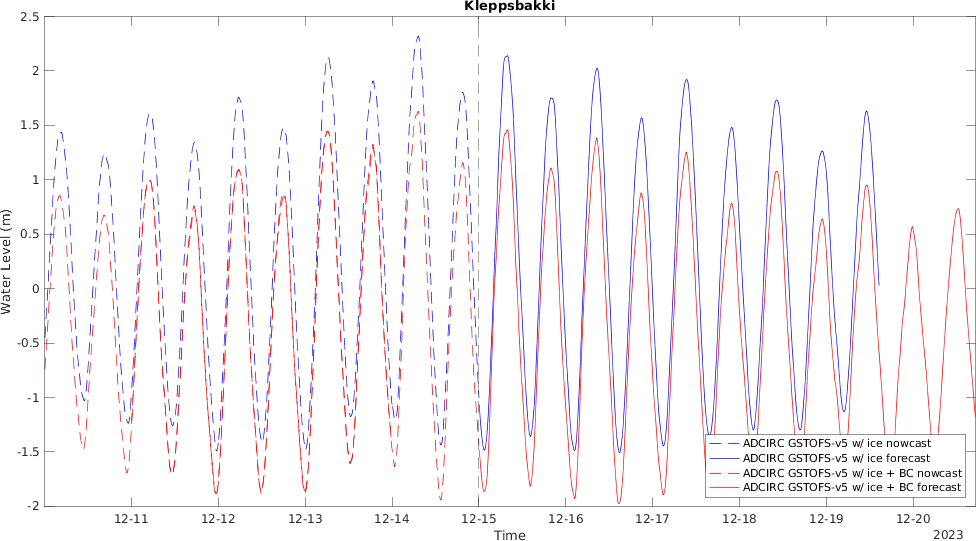 Kleppsbakki
Water Level (m)
2.5
2
1.5
1
0.5
0
-0.5
-1
-1.5
-2
ADCIRC GSTOFS-v5 w/ ice nowcast
ADCIRC GSTOFS-v5 w/ ice forecast
ADCIRC GSTOFS-v5 w/ ice + BC nowcast
ADCIRC GSTOFS-v5 w/ ice + BC forecast
12-11 12-12 12-13 12-14 12-15 12-16 12-17 12-18 12-19 12-20
Time
2023